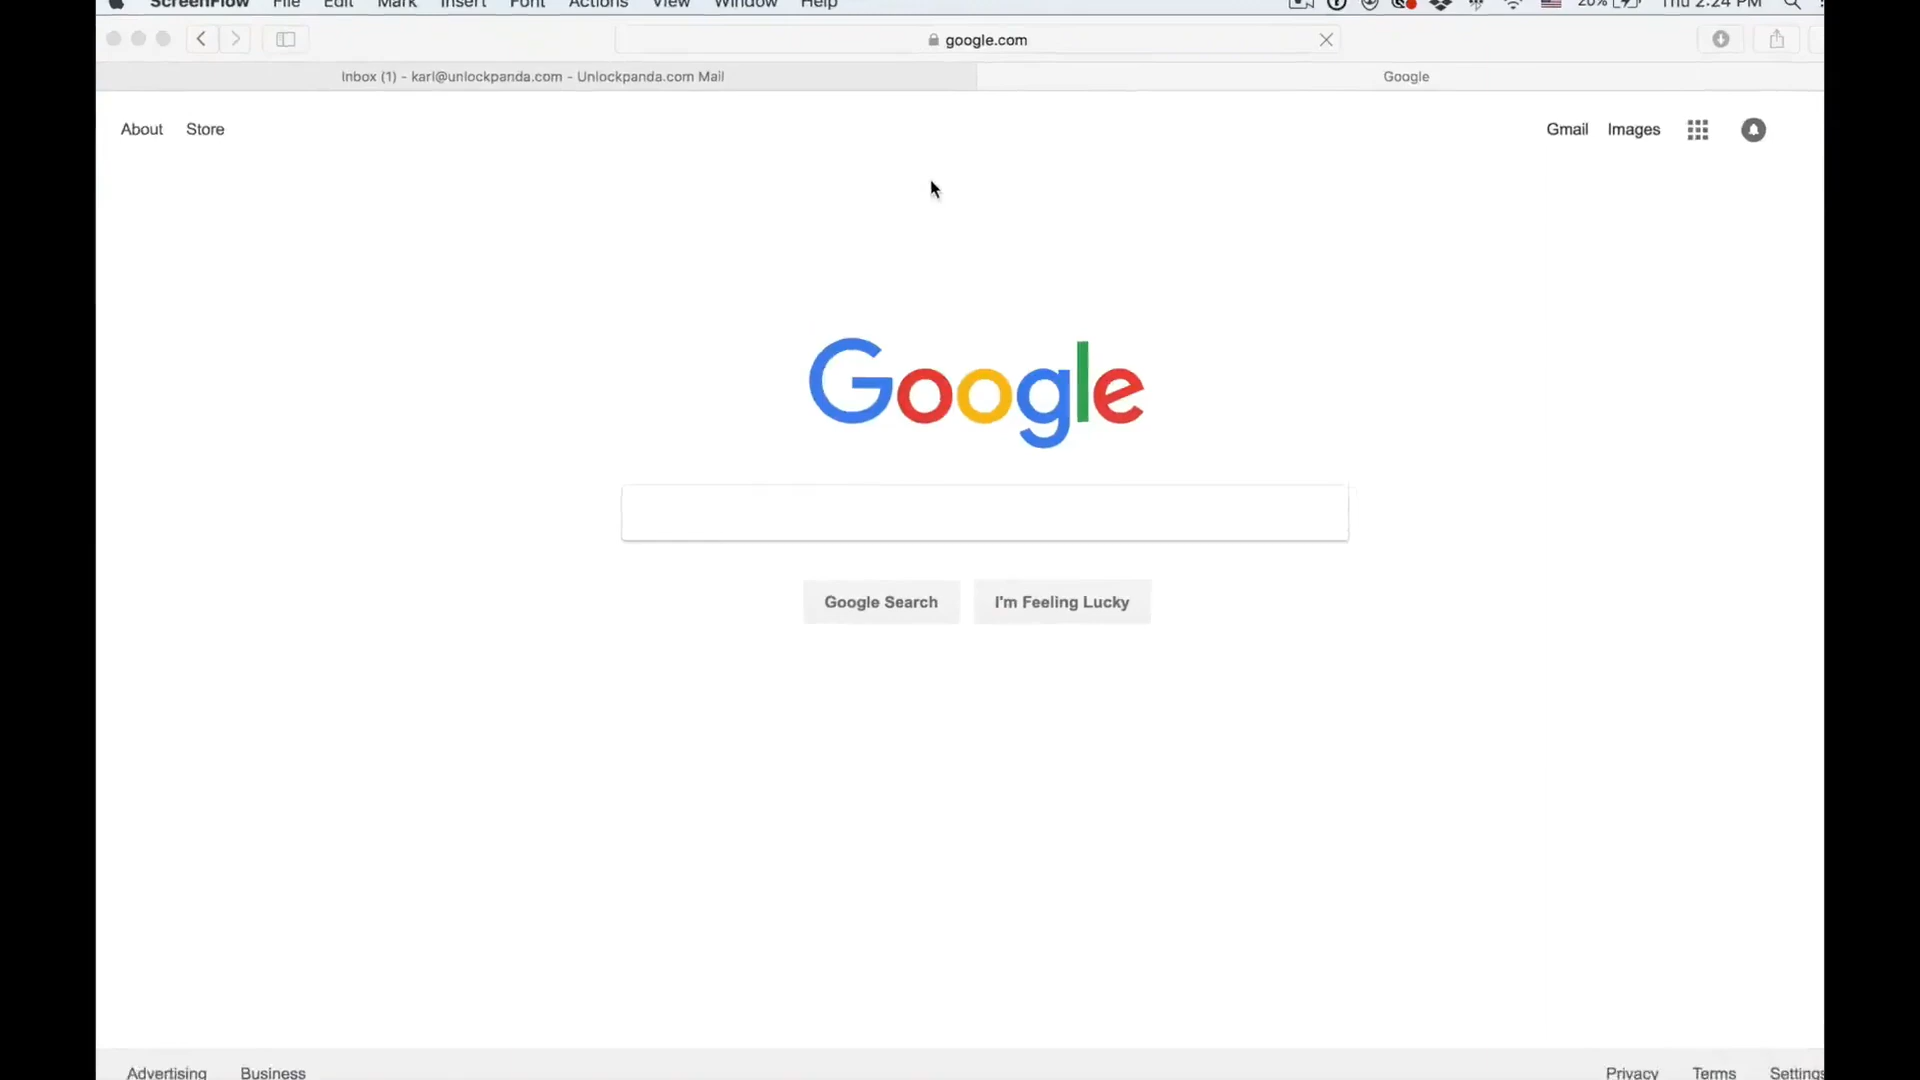 ScreenFlow File Edit Mark Insert Font Actions View Window Help 20% Thu 2:24 PM
google.com
Inbox (1) - karl@unlockpanda.com - Unlockpanda.com Mail Google
About Store Gmail Images
Google
Google Search I'm Feeling Lucky
Advertising Business Privacy Terms Settings